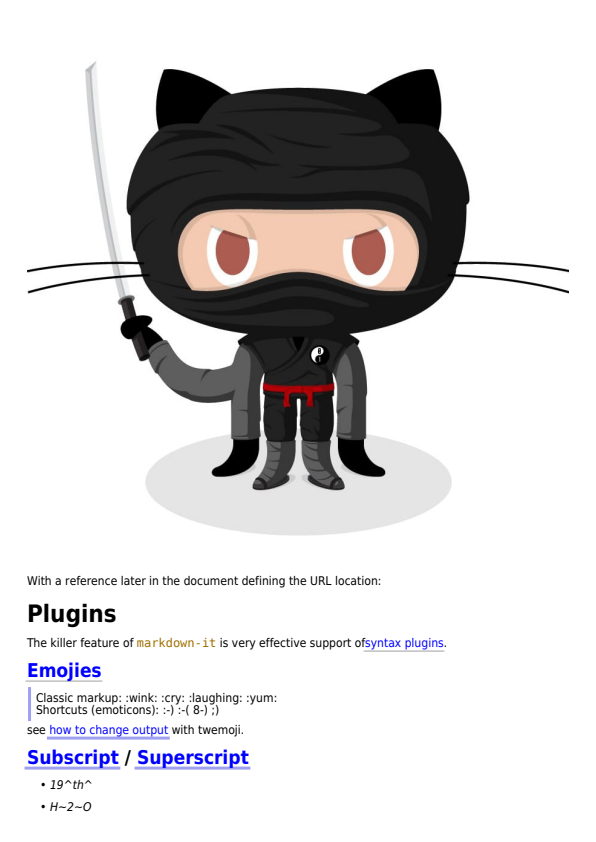 With a reference later in the document defining the URL location:
Plugins
The killer feature of markdown-it is very effective support ofsyntax plugins.
Emojies
Classic markup: :wink: :cry: :laughing: :yum:
Shortcuts (emoticons): :-) :-( 8-) ;)
see how to change output with twemoji.
Subscript / Superscript
• 19^th^
• H~2~O